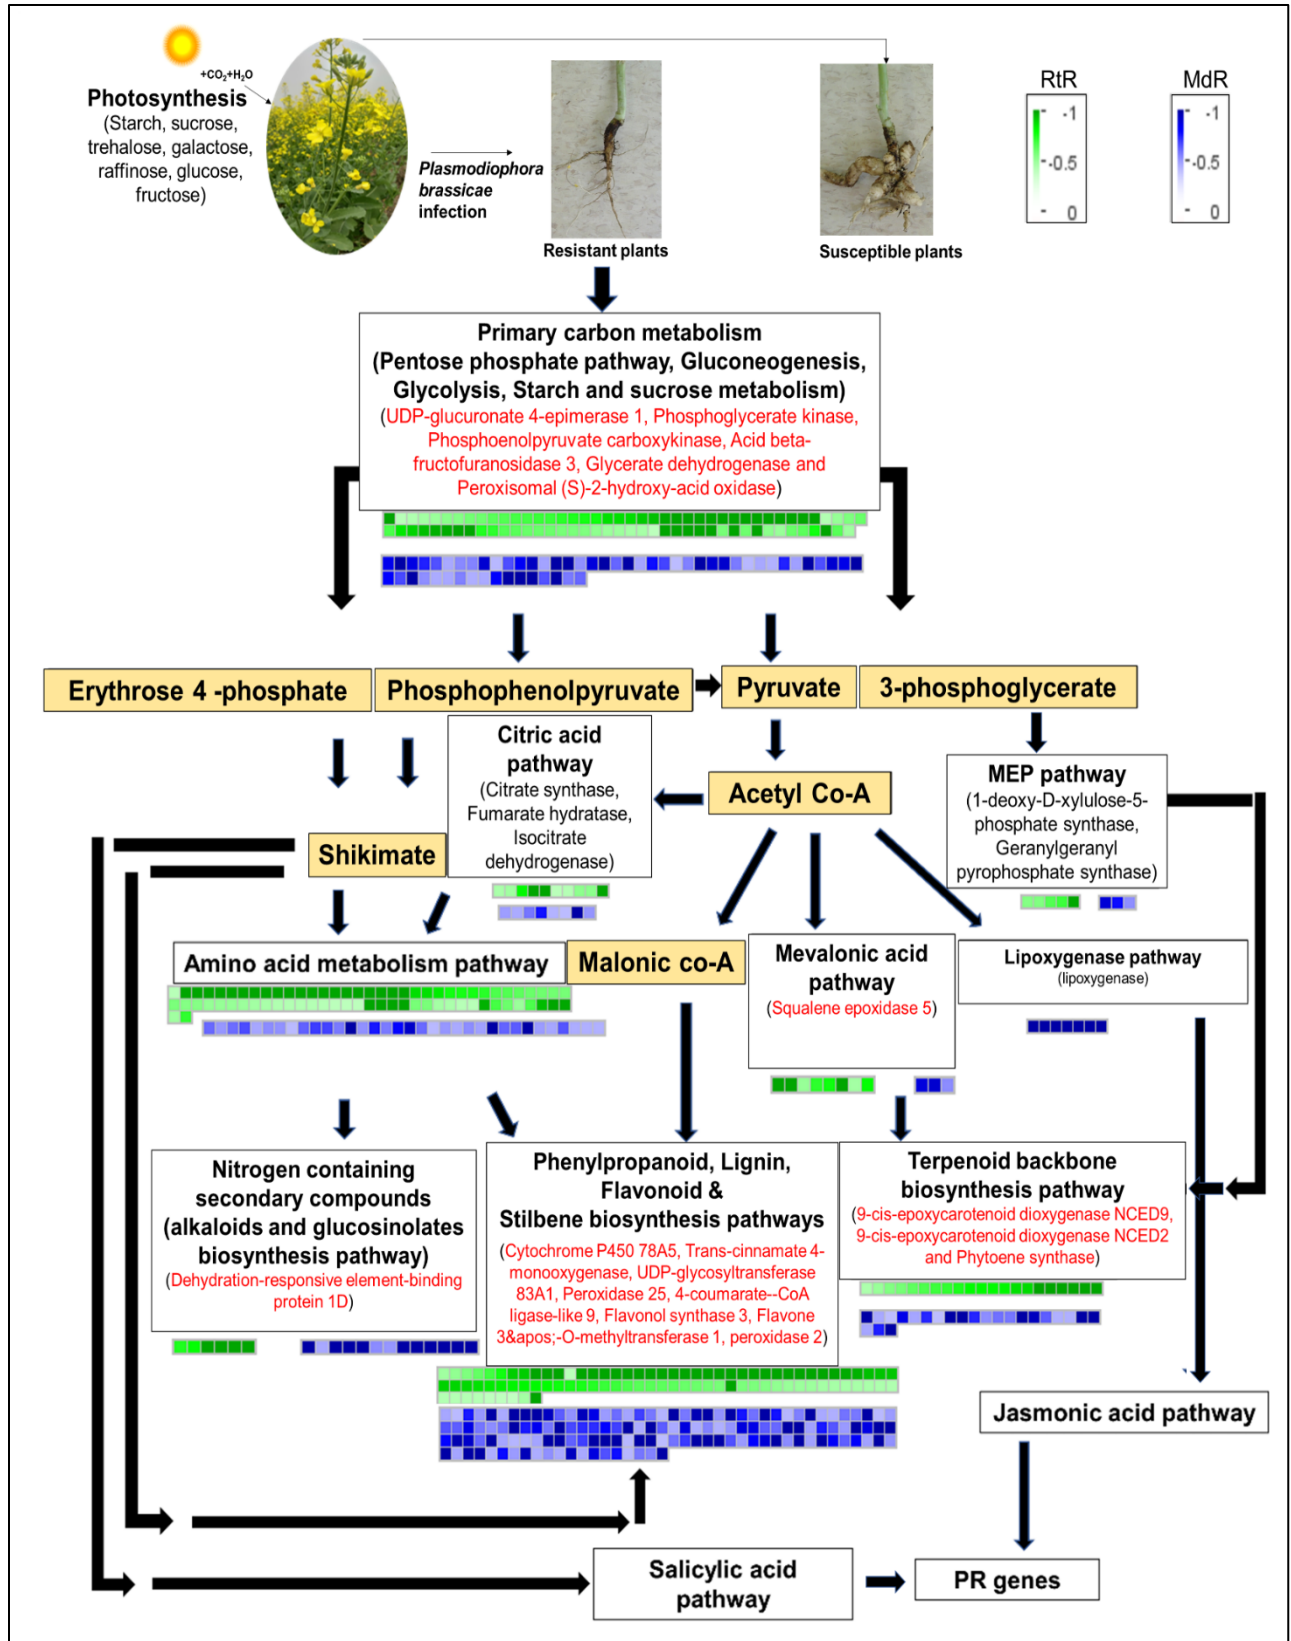 +CO2+H2O
Photosynthesis
(Starch, sucrose,
trehalose, galactose,
raffinose, glucose,
fructose)
Plasmodiophora
brassicae
infection
Resistant plants
Susceptible plants
RtR
-1
-0.5
0
MdR
-1
-0.5
0
Primary carbon metabolism
(Pentose phosphate pathway, Gluconeogenesis,
Glycolysis, Starch and sucrose metabolism)
(UDP-glucuronate 4-epimerase 1, Phosphoglycerate kinase,
Phosphoenolpyruvate carboxykinase, Acid beta-
fructofuranosidase 3, Glycerate dehydrogenase and
Peroxisomal (S)-2-hydroxy-acid oxidase)
Erythrose 4 -phosphate
Phosphophenolpyruvate
Pyruvate
3-phosphoglycerate
Citric acid
pathway
(Citrate synthase,
Fumarate hydratase,
Isocitrate
dehydrogenase)
Acetyl Co-A
MEP pathway
(1-deoxy-D-xylulose-5-
phosphate synthase,
Geranylgeranyl
pyrophosphate synthase)
Shikimate
Amino acid metabolism pathway
Malonic co-A
Mevalonic acid
pathway
(Squalene epoxidase 5)
Lipoxygenase pathway
(lipoxygenase)
Nitrogen containing
secondary compounds
(alkaloids and glucosinolates
biosynthesis pathway)
(Dehydration-responsive element-binding
protein 1D)
Phenylpropanoid, Lignin,
Flavonoid &
Stilbene biosynthesis pathways
(Cytochrome P450 78A5, Trans-cinnamate 4-
monooxygenase, UDP-glycosyltransferase
83A1, Peroxidase 25, 4-coumarate--CoA
ligase-like 9, Flavonol synthase 3, Flavone
3&apos;-O-methyltransferase 1, peroxidase 2)
Terpenoid backbone
biosynthesis pathway
(9-cis-epoxycarotenoid dioxygenase NCED9,
9-cis-epoxycarotenoid dioxygenase NCED2
and Phytoene synthase)
Jasmonic acid pathway
Salicylic acid
pathway
PR genes